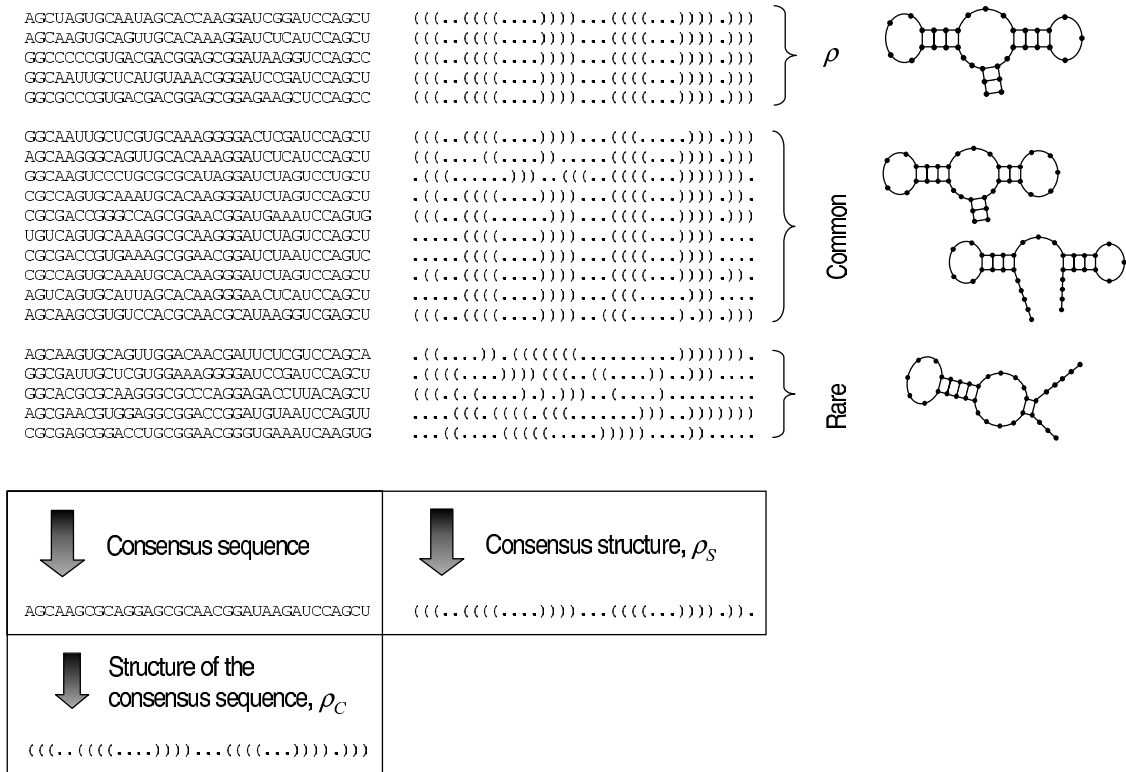 AGCUAGUGCAAUAGCACCAAGGAUCGGAUCCAGCU (((..((((....))))...((((...)))).)))
AGCAAGUGCAGUUGCACAAAGGAUCUCAUCCAGCU (((..((((....))))...((((...)))).)))
GGCCCCCGUGACGACGGAGCGGAUAAGGUCCAGCC (((..((((....))))...((((...)))).)))
GGCAAUUGCUCAUGUAAACGGGAUCCGAUCCAGCU (((..((((....))))...((((...)))).)))
GGCGCCCGUGACGACGGAGCGGAGAAGCUCCAGCC (((..((((....))))...((((...)))).)))
ρ
GGCAAUUGCUCGUGCAAAGGGGACUCGAUCCAGCU (((..((((....))))...((((...)))).)))
AGCAAGGGCAGUUGCACAAAGGAUCUCAUCCAGCU (((....((....))..
GGCAAGUCCCUGCGCGCAUAGGAUCUAGUCCUGCU
CGCCAGUGCAAAUGCACAAGGGAUCUAGUCCAGCU .((..((((....))))...((((...)))).)).
CGCGACCGGGCCAGCGGAACGGAUGAAAUCCAGUG (((..((((....))))...((((...)))).)))
UGUCAGUGCAAAGGCGCAAGGGAUCUAGUCCAGCU .....((((....))))...((((...)))).....
CGCGACCGUGAAAGCGGAACGGAUCUAAUCCAGUC .((..((((....))))...((((...)))).)).
CGCCAGUGCAAAUGCACAAGGGAUCUAGUCCAGCU .((..((((....))))...((((...)))).)).
AGUCAGUGCAUUAGCACAAGGGAACUCAUCCAGCU
AGCAAGCGUGUCCACGCAACGCAUAAGGUCGAGCU
Common
AGCAAGUGCAGUUGGACAACGAUUCUCGUCCAGCA
GGCGAUUGCUCGUGGAAAGGGGAUCCGAUCCAGCU
GGCACGCGCAAGGGCGCCCAGGAGACCUUACAGCU
AGCGAACGUGGAGGCGGACCGGAUGUAAUCCAGUU
CGCGAGCGGACCUGCGGAACGGGUGAAAUCAAGUG
Rare
Consensus sequence
AGCAAGCGCAGGAGCGCAACGGAUAAGAUCCAGCU
Consensus structure, ρS
(((..((((....))))...((((...)))).)).
Structure of the
consensus sequence, ρC
(((..((((....))))...((((...)))).)))